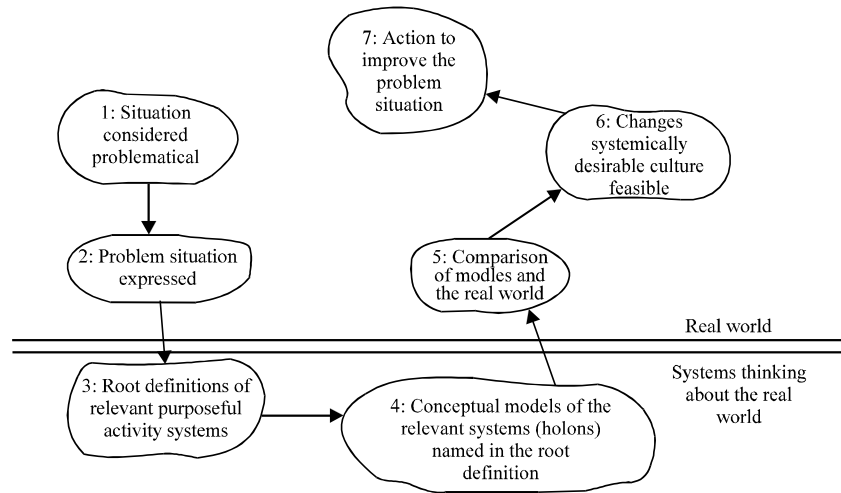 1: Situation
considered
problematical
2: Problem situation
expressed
3: Root definitions of
relevant purposeful
activity systems
4: Conceptual models of the
relevant systems (holons)
named in the root
definition
5: Comparison
of modles and
the real world
6: Changes
systemically
desirable culture
feasible
7: Action to
improve the
problem
situation
Real world
Systems thinking
about the real
world